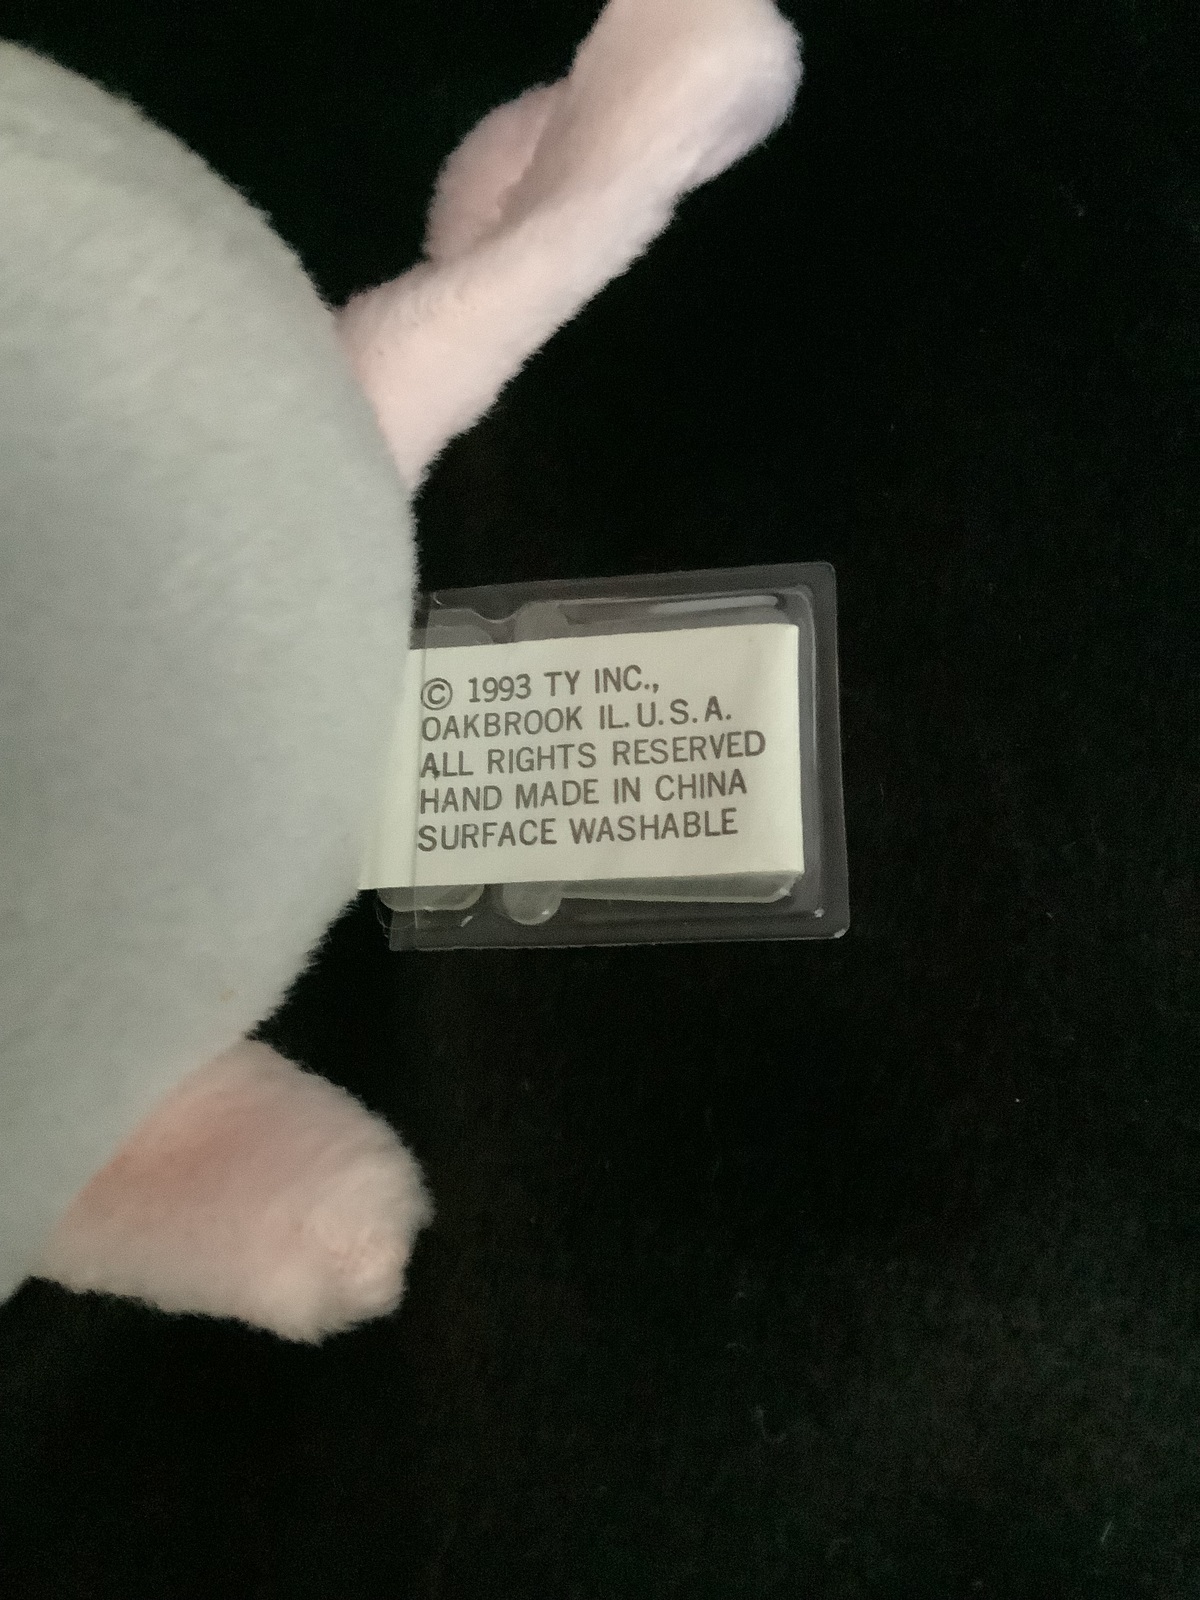 © 1993 TY INC.,
OAKBROOK IL. U.S.A.
ALL RIGHTS RESERVED
HAND MADE IN CHINA
SURFACE WASHABLE